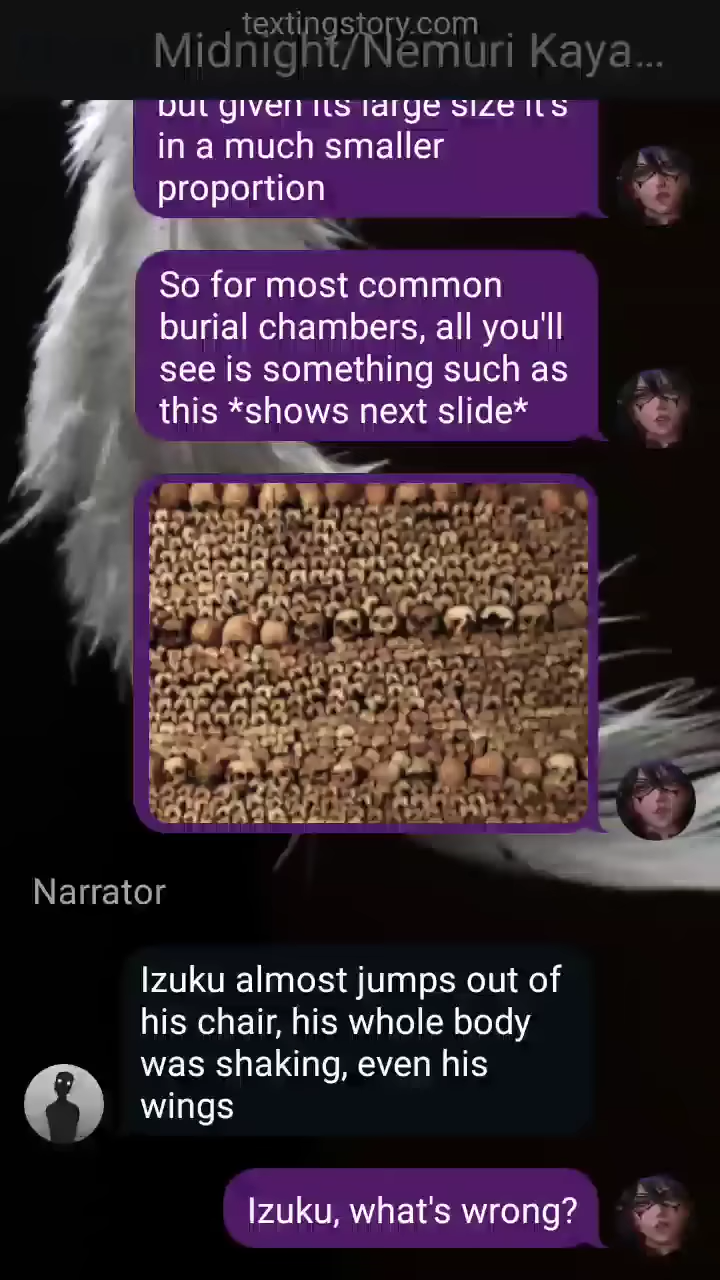 textingstory.com
Midnight/Nemuri Kaya...
but given its large size it's
in a much smaller
proportion
So for most common
burial chambers, all you'll
see is something such as
this *shows next slide*
Narrator
Izuku almost jumps out of
his chair, his whole body
was shaking, even his
wings
Izuku, what's wrong?